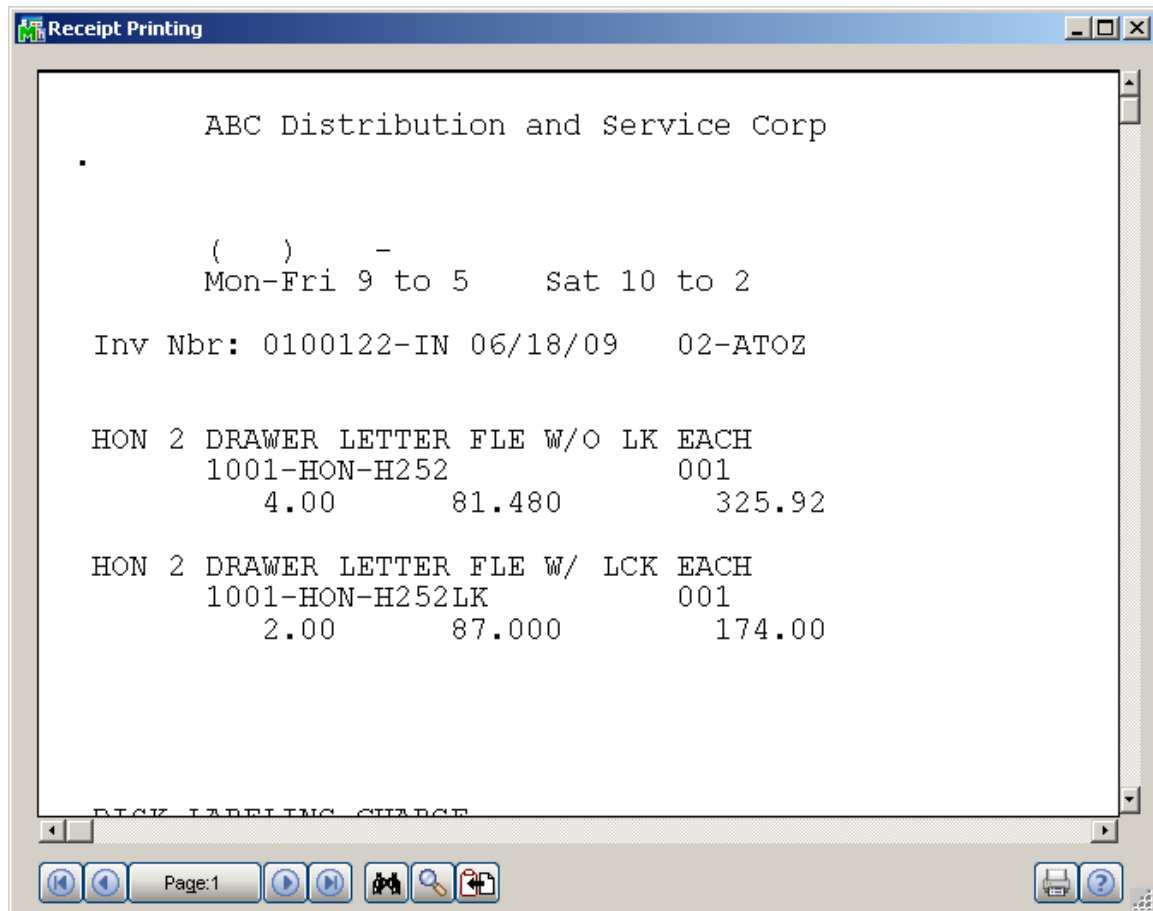 Receipt Printing
ABC Distribution and Service Corp
.
(   )    -
Mon-Fri 9 to 5    Sat 10 to 2
Inv Nbr: 0100122-IN 06/18/09   02-ATOZ
HON 2 DRAWER LETTER FLE W/O LK EACH
1001-HON-H252            001
4.00      81.480        325.92
HON 2 DRAWER LETTER FLE W/ LCK EACH
1001-HON-H252LK          001
2.00      87.000        174.00
DISK LABELING CHARGE
Page:1